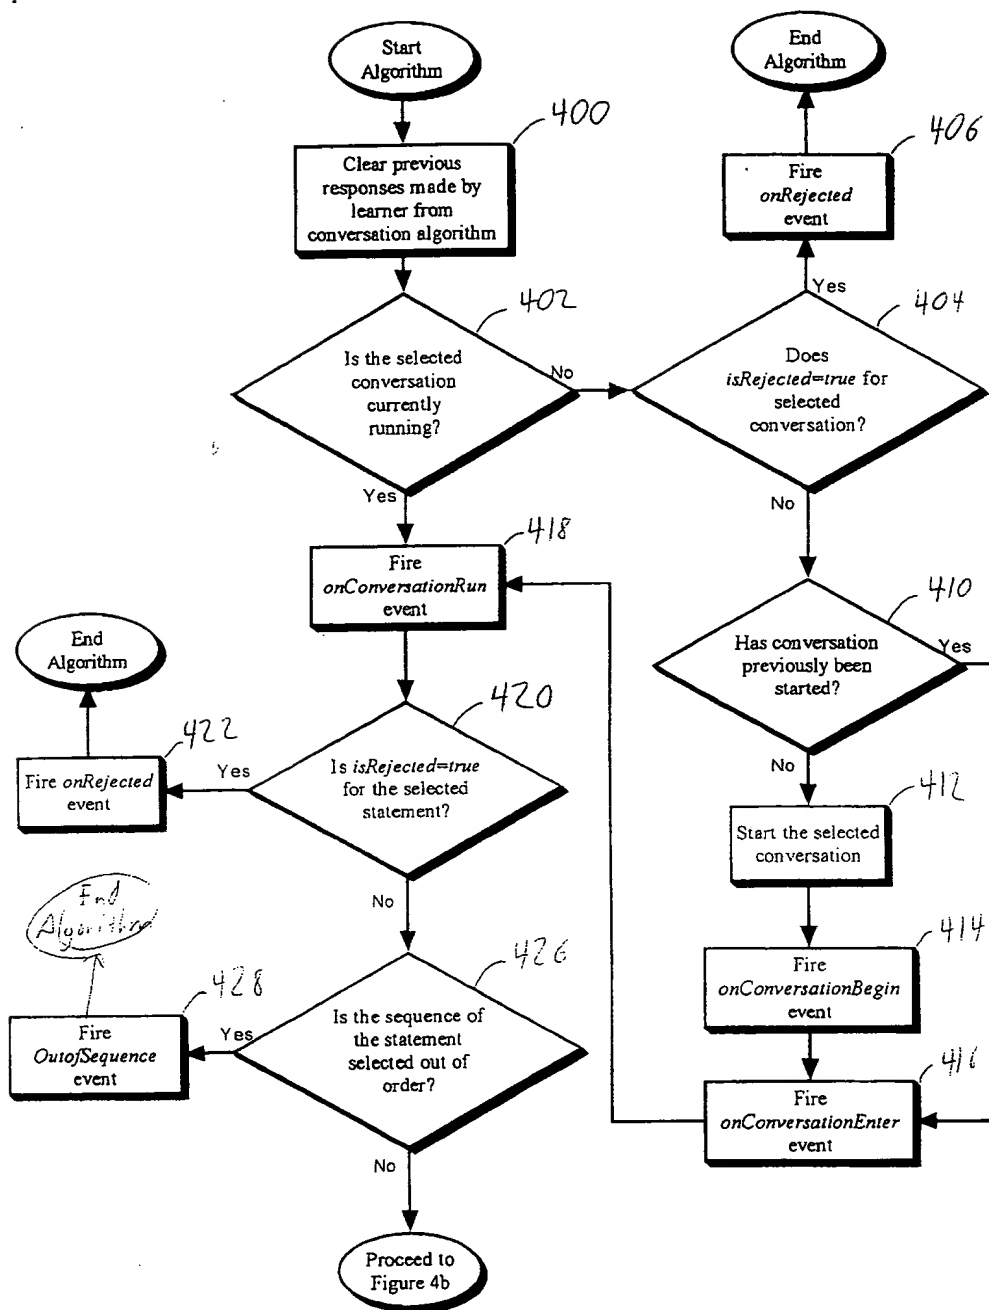 Start
Algorithm
400
Clear previous
responses made by
learner from
conversation algorithm
402
Is the selected
conversation
currently
running?
No
Yes
End
Algorithm
406
Fire
onRejected
event
Yes
404
Does
isRejected=true for
selected
conversation?
No
410
Has conversation
previously been
started?
Yes
No
412
Start the selected
conversation
414
Fire
onConversationBegin
event
416
Fire
onConversationEnter
event
418
Fire
onConversationRun
event
420
Is isRejected=true
for the selected
statement?
Yes
No
422
Fire onRejected
event
End
Algorithm
426
Is the sequence of
the statement
selected out of
order?
Yes
No
428
Fire
OutofSequence
event
End
Algorithm
Proceed to
Figure 4b